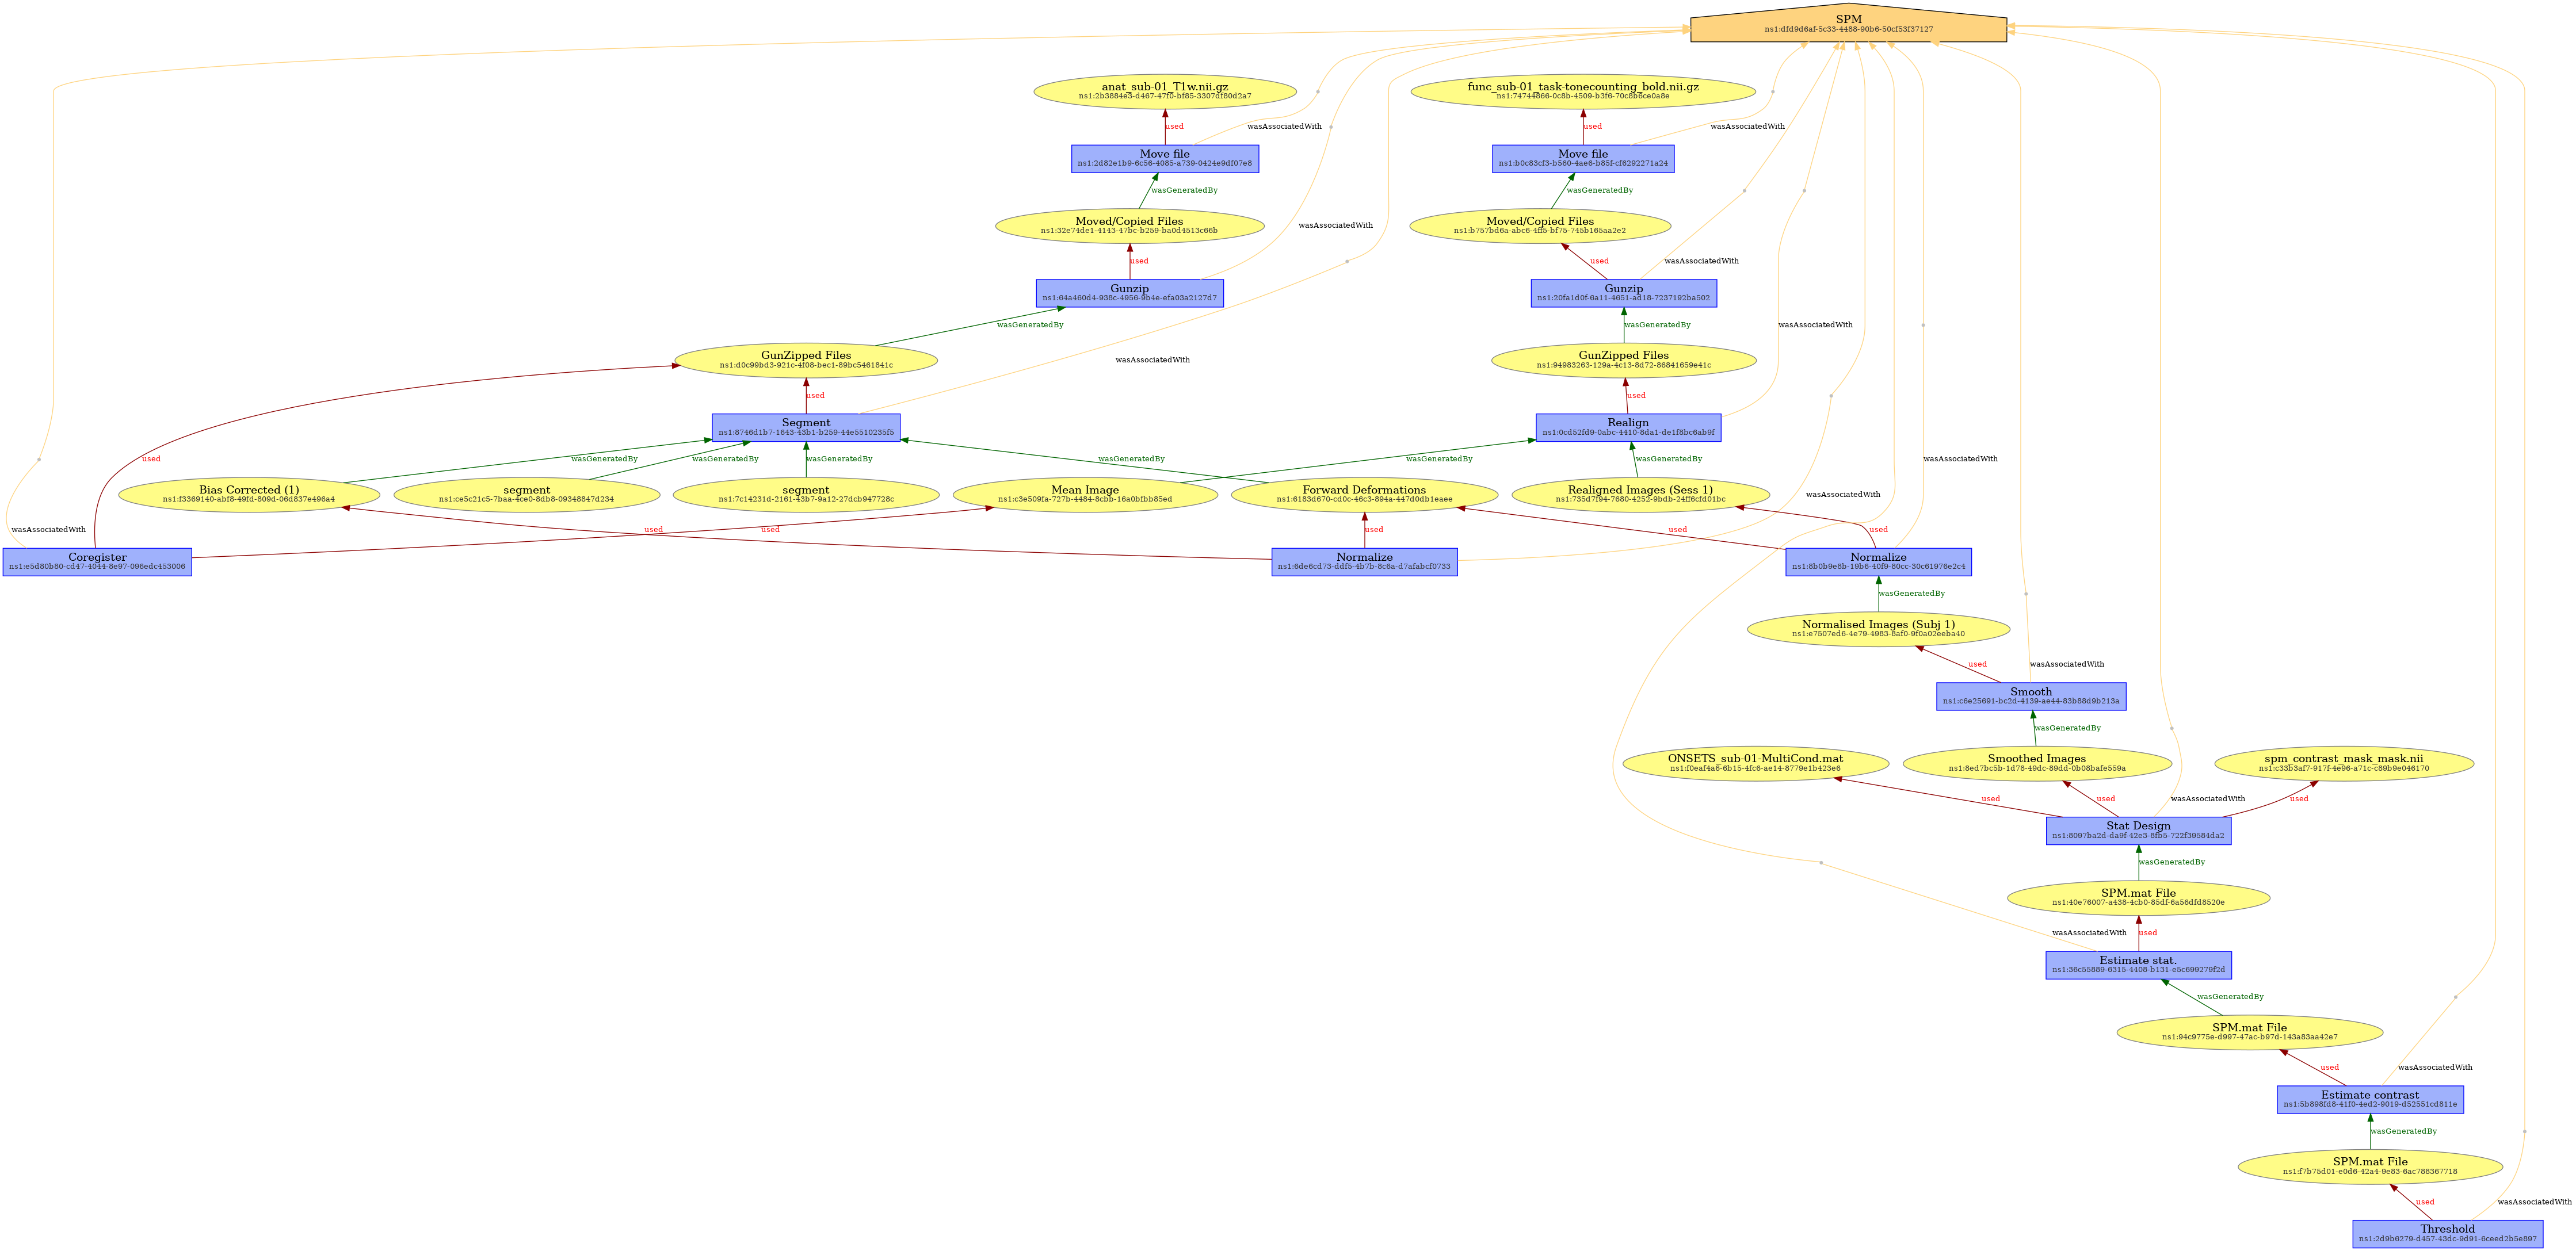 SPM
ns1:dfd9d6af-5c33-4488-90b6-50cf53f37127
anat_sub-01_T1w.nii.gz
ns1:2b3884e3-d467-47f0-bf85-3307df80d2a7
func_sub-01_task-tonecounting_bold.nii.gz
ns1:74744866-0c8b-4509-b3f6-70c8b6ce0a8e
used
wasAssociatedWith
used
wasAssociatedWith
Move file
ns1:2d82e1b9-6c56-4085-a739-0424e9df07e8
Move file
ns1:b0c83cf3-b560-4ae6-b85f-cf6292271a24
wasGeneratedBy
wasGeneratedBy
Moved/Copied Files
ns1:32e74de1-4143-47bc-b259-ba0d4513c66b
wasAssociatedWith
Moved/Copied Files
ns1:b757bd6a-abc6-4ff5-bf75-745b165aa2e2
used
used
wasAssociatedWith
Gunzip
ns1:64a460d4-938c-4956-9b4e-efa03a2127d7
Gunzip
ns1:20fa1d0f-6a11-4651-ad18-7237192ba502
wasGeneratedBy
wasGeneratedBy
wasAssociatedWith
GunZipped Files
ns1:d0c99bd3-921c-4f08-bec1-89bc5461841c
wasAssociatedWith
GunZipped Files
ns1:94983263-129a-4c13-8d72-86841659e41c
used
used
Segment
ns1:8746d1b7-1643-43b1-b259-44e5510235f5
Realign
ns1:0cd52fd9-0abc-4410-8da1-de1f8bc6ab9f
used
wasGeneratedBy
wasGeneratedBy
wasGeneratedBy
wasGeneratedBy
wasGeneratedBy
wasGeneratedBy
wasAssociatedWith
Bias Corrected (1)
ns1:f3369140-abf8-49fd-809d-06d837e496a4
segment
ns1:ce5c21c5-7baa-4ce0-8db8-09348847d234
segment
ns1:7c14231d-2161-43b7-9a12-27dcb947728c
Mean Image
ns1:c3e509fa-727b-4484-8cbb-16a0bfbb85ed
Forward Deformations
ns1:6183d670-cd0c-46c3-894a-447d0db1eaee
Realigned Images (Sess 1)
ns1:735d7f94-7680-4252-9bdb-24ff6cfd01bc
wasAssociatedWith
wasAssociatedWith
used
used
used
used
used
Coregister
ns1:e5d80b80-cd47-4044-8e97-096edc453006
Normalize
ns1:6de6cd73-ddf5-4b7b-8c6a-d7afabcf0733
Normalize
ns1:8b0b9e8b-19b6-40f9-80cc-30c61976e2c4
wasGeneratedBy
Normalised Images (Subj 1)
ns1:e7507ed6-4e79-4983-8af0-9f0a02eeba40
used
wasAssociatedWith
Smooth
ns1:c6e25691-bc2d-4139-ae44-83b88d9b213a
wasGeneratedBy
ONSETS_sub-01-MultiCond.mat
ns1:f0eaf4a6-6b15-4fc6-ae14-8779e1b423e6
Smoothed Images
ns1:8ed7bc5b-1d78-49dc-89dd-0b08bafe559a
spm_contrast_mask_mask.nii
ns1:c33b3af7-917f-4e96-a71c-c89b9e046170
used
used
wasAssociatedWith
used
Stat Design
ns1:8097ba2d-da9f-42e3-8fb5-722f39584da2
wasGeneratedBy
SPM.mat File
ns1:40e76007-a438-4cb0-85df-6a56dfd8520e
wasAssociatedWith
used
Estimate stat.
ns1:36c55889-6315-4408-b131-e5c699279f2d
wasGeneratedBy
SPM.mat File
ns1:94c9775e-d997-47ac-b97d-143a83aa42e7
used
wasAssociatedWith
Estimate contrast
ns1:5b898fd8-41f0-4ed2-9019-d52551cd811e
wasGeneratedBy
SPM.mat File
ns1:f7b75d01-e0d6-42a4-9e83-6ac788367718
used
wasAssociatedWith
Threshold
ns1:2d9b6279-d457-43dc-9d91-6ceed2b5e897